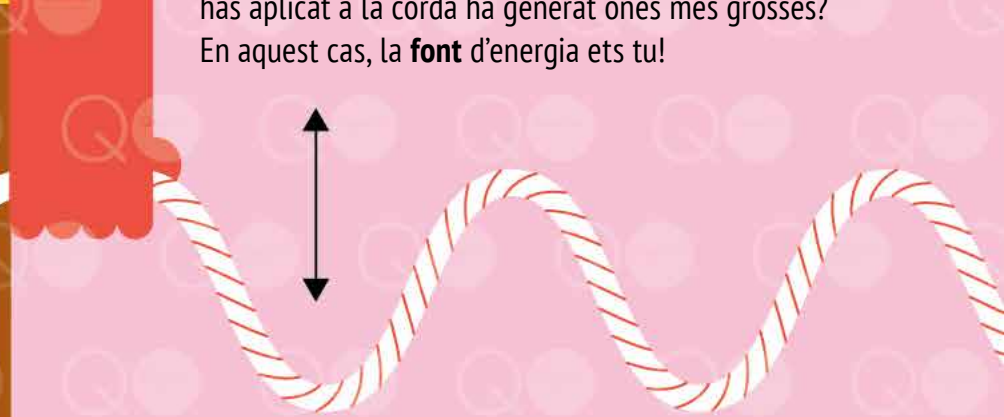 has aplicat a la corda ha generat ones més grosses?
En aquest cas, la font d'energia ets tu!